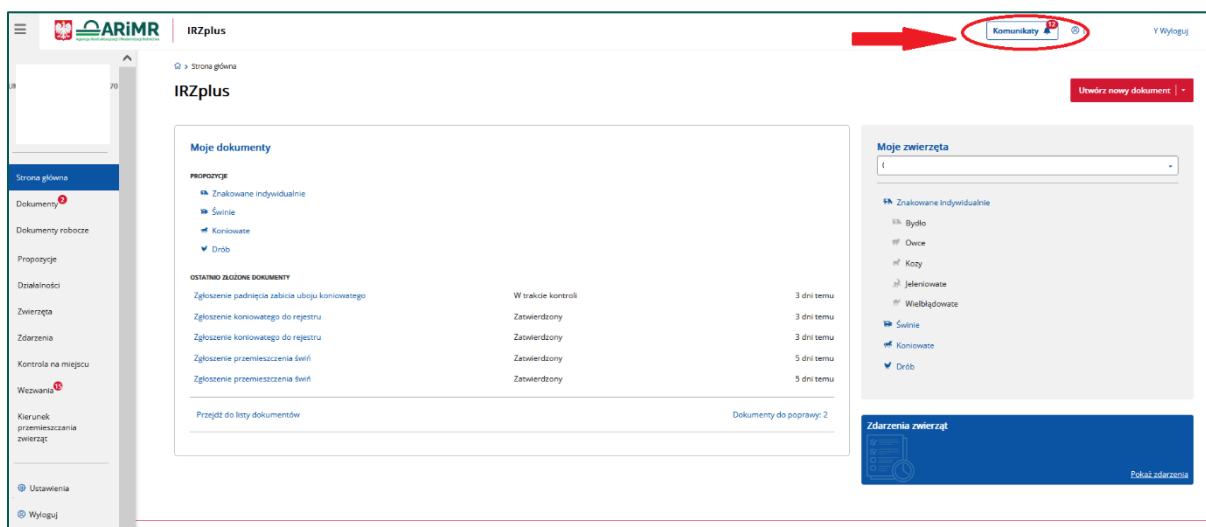 ARiMR
IRZplus
Komunikaty 12
Y Wyloguj
70
Strona główna
Dokumenty 2
Dokumenty robocze
Propozycje
Działalności
Zwierzęta
Zdarzenia
Kontrola na miejscu
Wezwania 15
Kierunek
przemieszczania
zwierząt
Ustawienia
Wyloguj
> Strona główna
IRZplus
Utwórz nowy dokument
Moje dokumenty
PROPOZYCJE
Znakowane indywidualnie
Świnie
Koniowate
Drób
OSTATNIO ZŁOŻONE DOKUMENTY
Zgłoszenie padnięcia zabicia uboju koniowatego W trakcie kontroli 3 dni temu
Zgłoszenie koniowatego do rejestru Zatwierdzony 3 dni temu
Zgłoszenie koniowatego do rejestru Zatwierdzony 3 dni temu
Zgłoszenie przemieszczenia świń Zatwierdzony 5 dni temu
Zgłoszenie przemieszczenia świń Zatwierdzony 5 dni temu
Przejdź do listy dokumentów Dokumenty do poprawy: 2
Moje zwierzęta
Znakowane indywidualnie
Bydło
Owce
Kozy
Jeleniowate
Wielbłądowate
Świnie
Koniowate
Drób
Zdarzenia zwierząt
Pokaż zdarzenia